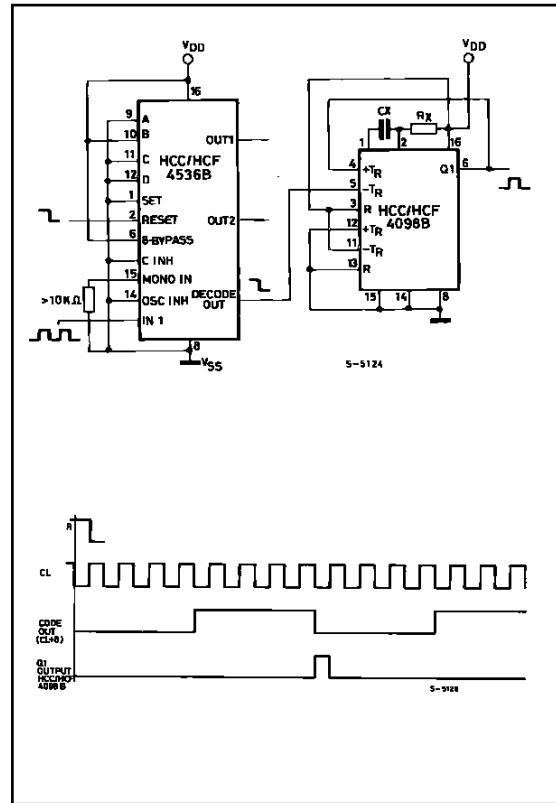 VDD
16
9 A
10 B
11 C
12 D
1 SET
2 RESET
6 8-BYPASS
C INH
15 MONO IN
14 OSC INH
IN 1
HCC/HCF
4536B
OUT1
OUT2
DECODE
OUT
8
VSS
>10KΩ
VDD
CX
RX
1
2
16
4 +TR
5 -TR
3 R
12 +TR
11 -TR
13 R
HCC/HCF
4098B
Q1 6
15
14
8
S-5124
R
CL
CODE
OUT
(CL÷8)
Q1
OUTPUT
HCC/HCF
4098B